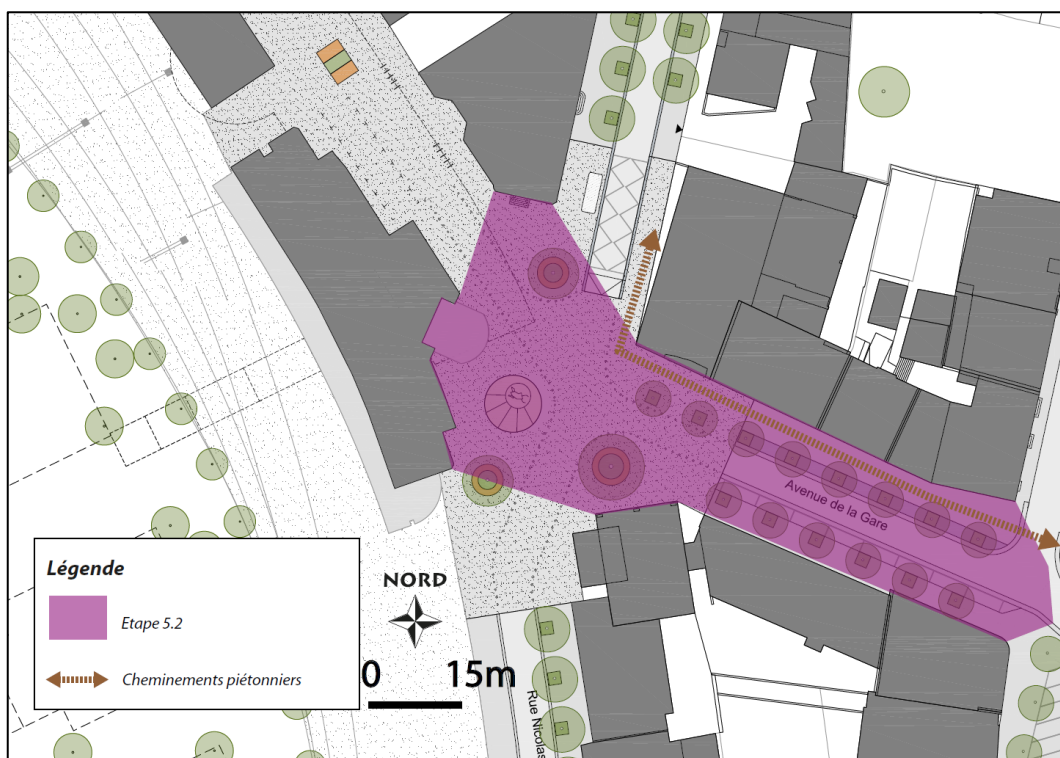 Avenue de la Gare
Légende
Etape 5.2
Cheminements piétonniers
NORD
0 15m
Rue Nicolas